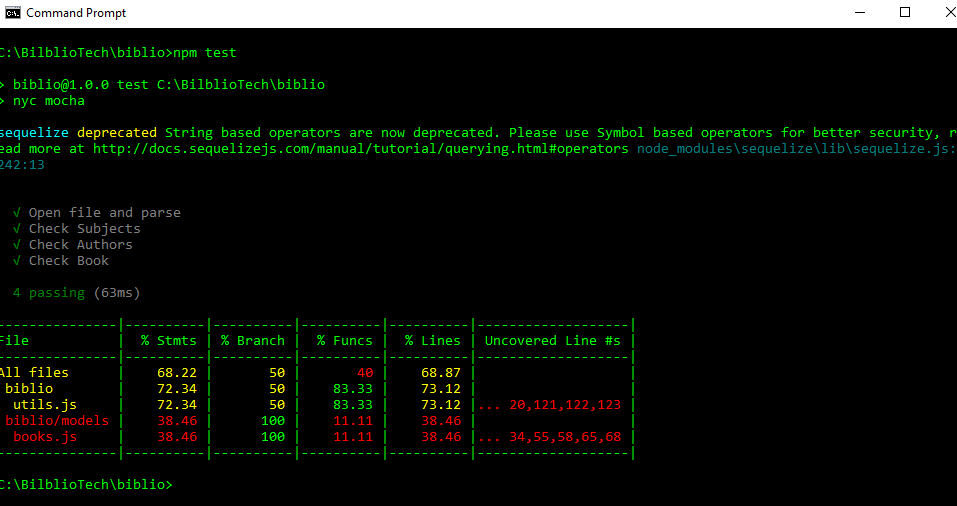 Command Prompt
C:\BilblioTech\biblio>npm test
> biblio@1.0.0 test C:\BilblioTech\biblio
> nyc mocha
sequelize deprecated String based operators are now deprecated. Please use Symbol based operators for better security, r
ead more at http://docs.sequelizejs.com/manual/tutorial/querying.html#operators node_modules\sequelize\lib\sequelize.js:
242:13
√ Open file and parse
√ Check Subjects
√ Check Authors
√ Check Book
4 passing (63ms)
--------------|----------|----------|----------|----------|-------------------|
File | % Stmts | % Branch | % Funcs | % Lines | Uncovered Line #s |
--------------|----------|----------|----------|----------|-------------------|
All files | 68.22 | 50 | 40 | 68.87 | |
biblio | 72.34 | 50 | 83.33 | 73.12 | |
utils.js | 72.34 | 50 | 83.33 | 73.12 |... 20,121,122,123 |
biblio/models | 38.46 | 100 | 11.11 | 38.46 | |
books.js | 38.46 | 100 | 11.11 | 38.46 |... 34,55,58,65,68 |
--------------|----------|----------|----------|----------|-------------------|
C:\BilblioTech\biblio>